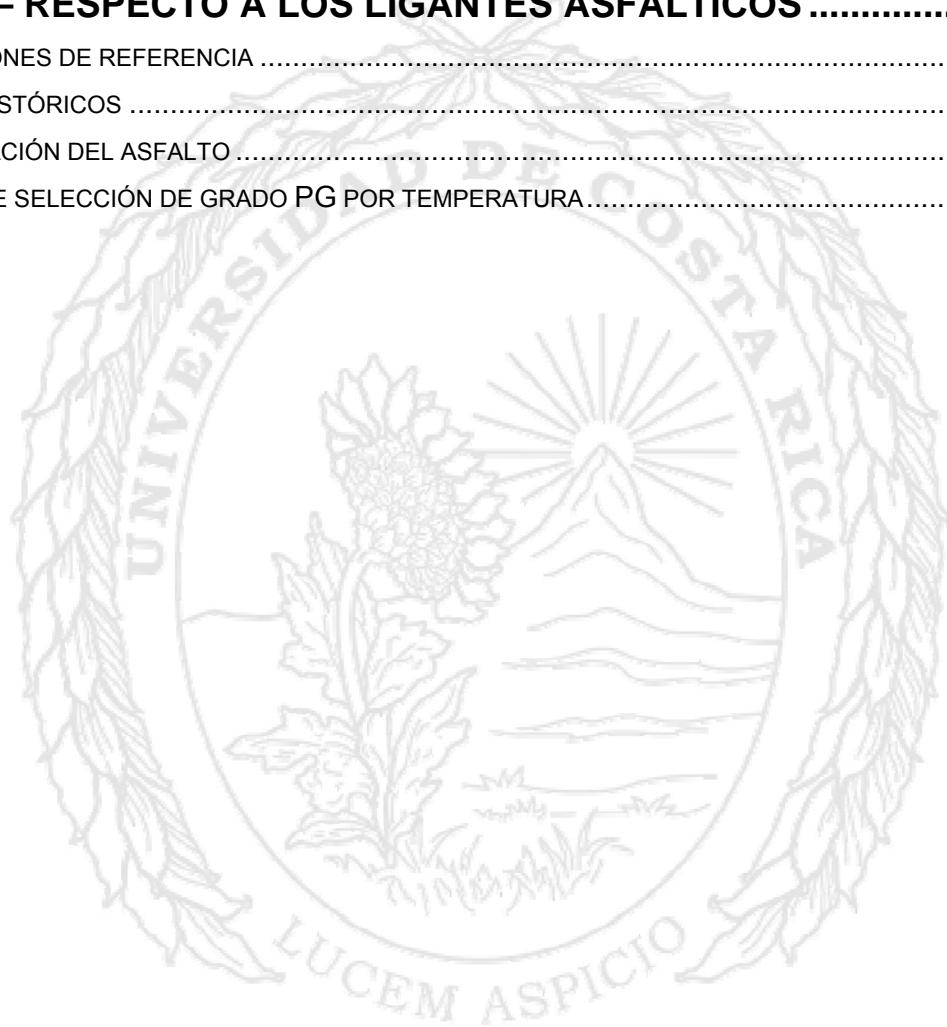 – RESPECTO A LOS LIGANTES ASFÁLTICOS ..............
ONES DE REFERENCIA ....................................................................................
STÓRICOS ....................................................................................................
CIÓN DEL ASFALTO .......................................................................................
E SELECCIÓN DE GRADO PG POR TEMPERATURA ............................................
UNIVERSIDAD DE COSTA RICA
LUCEM ASPICIO